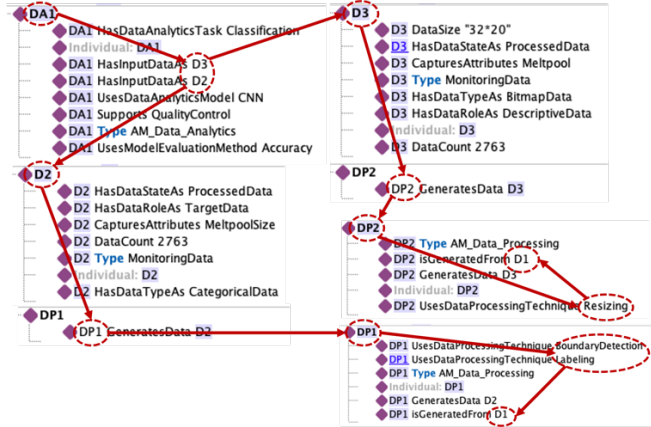 DA1
DA1 HasDataAnalyticsTask Classification
Individual: DA1
DA1 HasInputDataAs D3
DA1 HasInputDataAs D2
DA1 UsesDataAnalyticsModel CNN
DA1 Supports QualityControl
DA1 Type AM_Data_Analytics
DA1 UsesModelEvaluationMethod Accuracy
D2
D2 HasDataStateAs ProcessedData
D2 HasDataRoleAs TargetData
D2 CapturesAttributes MeltpoolSize
D2 DataCount 2763
D2 Type MonitoringData
Individual: D2
D2 HasDataTypeAs CategoricalData
DP1
DP1 GeneratesData D2
D3
D3 DataSize "32*20"
D3 HasDataStateAs ProcessedData
D3 CapturesAttributes Meltpool
D3 Type MonitoringData
D3 HasDataTypeAs BitmapData
D3 HasDataRoleAs DescriptiveData
Individual: D3
D3 DataCount 2763
DP2
DP2 GeneratesData D3
DP2
DP2 Type AM_Data_Processing
DP2 isGeneratedFrom D1
DP2 GeneratesData D3
Individual: DP2
DP2 UsesDataProcessingTechnique Resizing
DP1
DP1 UsesDataProcessingTechnique BoundaryDetection
DP1 UsesDataProcessingTechnique Labeling
DP1 Type AM_Data_Processing
Individual: DP1
DP1 GeneratesData D2
DP1 isGeneratedFrom D1